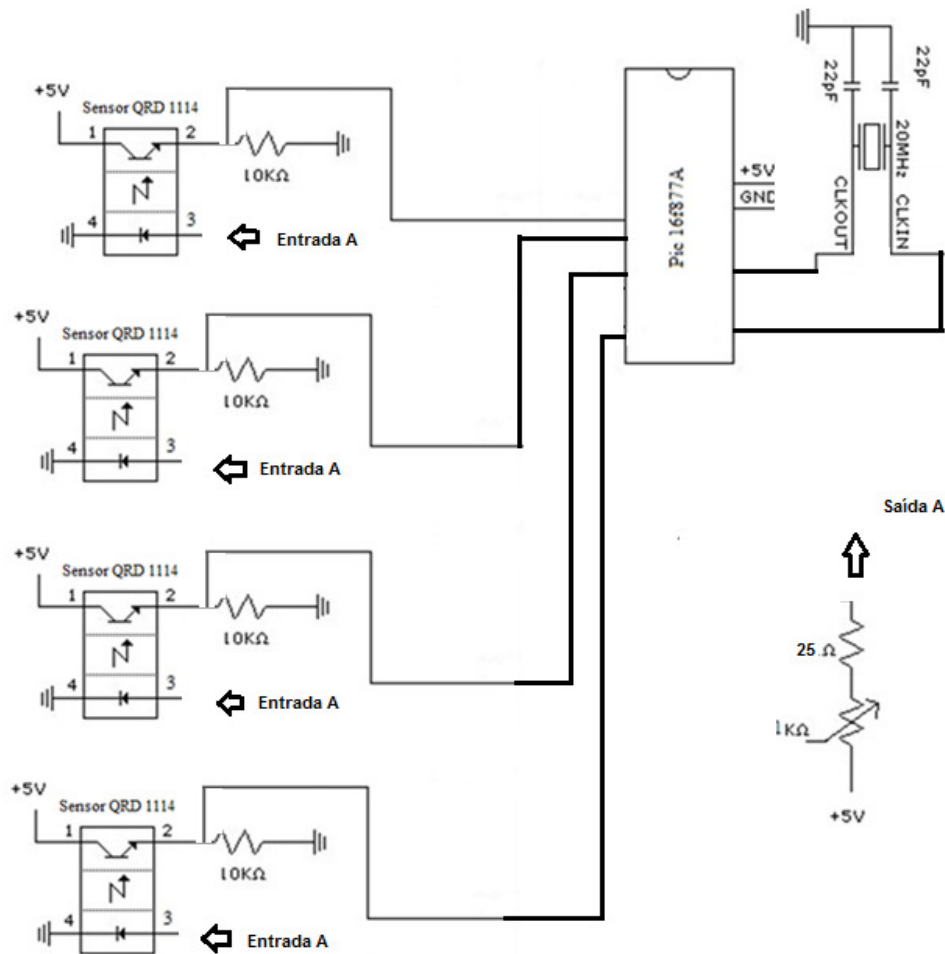 +5V
Sensor QRD 1114
1 2
10KΩ
4 3
Entrada A
+5V
Sensor QRD 1114
1 2
10KΩ
4 3
Entrada A
+5V
Sensor QRD 1114
1 2
10KΩ
4 3
Entrada A
+5V
Sensor QRD 1114
1 2
10KΩ
4 3
Entrada A
Pic 16f877A
+5V
GND
22pF
22pF
20MHz
CLKOUT
CLKIN
Saída A
25 Ω
1KΩ
+5V